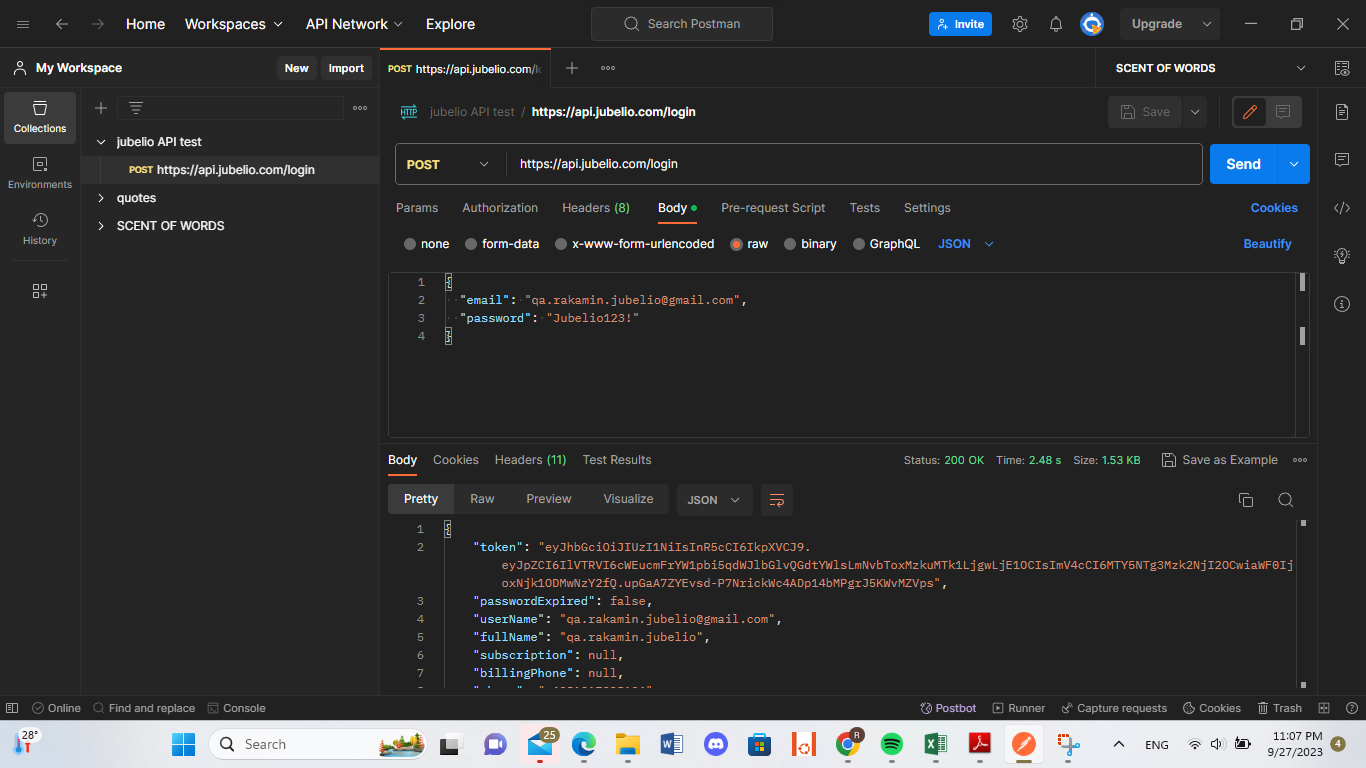 Home Workspaces API Network Explore Search Postman Invite Upgrade
My Workspace New Import POST https://api.jubelio.com/l SCENT OF WORDS
Collections
Environments
History
jubelio API test
POST https://api.jubelio.com/login
quotes
SCENT OF WORDS
HTTP jubelio API test / https://api.jubelio.com/login Save
POST https://api.jubelio.com/login Send
Params Authorization Headers (8) Body Pre-request Script Tests Settings Cookies
none form-data x-www-form-urlencoded raw binary GraphQL JSON Beautify
1 {
2 "email": "qa.rakamin.jubelio@gmail.com",
3 "password": "Jubelio123!"
4 }
Body Cookies Headers (11) Test Results Status: 200 OK Time: 2.48 s Size: 1.53 KB Save as Example
Pretty Raw Preview Visualize JSON
1 {
2 "token": "eyJhbGciOiJIUzI1NiIsInR5cCI6IkpXVCJ9.
eyJpZCI6IlVTRVI6cWEucmFrYW1pbi5qdWJlbGlvQGdtYWlsLmNvbToxMzkuMTk1LjgwLjE1OCIsImV4cCI6MTY5NTg3Mzk2NjI2OCwiaWF0Ij
oxNjk1ODMwNzY2fQ.upGaA7ZYEvsd-P7NrickWc4ADp14bMPgrJ5KWvMZVps",
3 "passwordExpired": false,
4 "userName": "qa.rakamin.jubelio@gmail.com",
5 "fullName": "qa.rakamin.jubelio",
6 "subscription": null,
7 "billingPhone": null,
Online Find and replace Console Postbot Runner Capture requests Cookies Trash
28° Search 25 R ENG 11:07 PM 4
9/27/2023